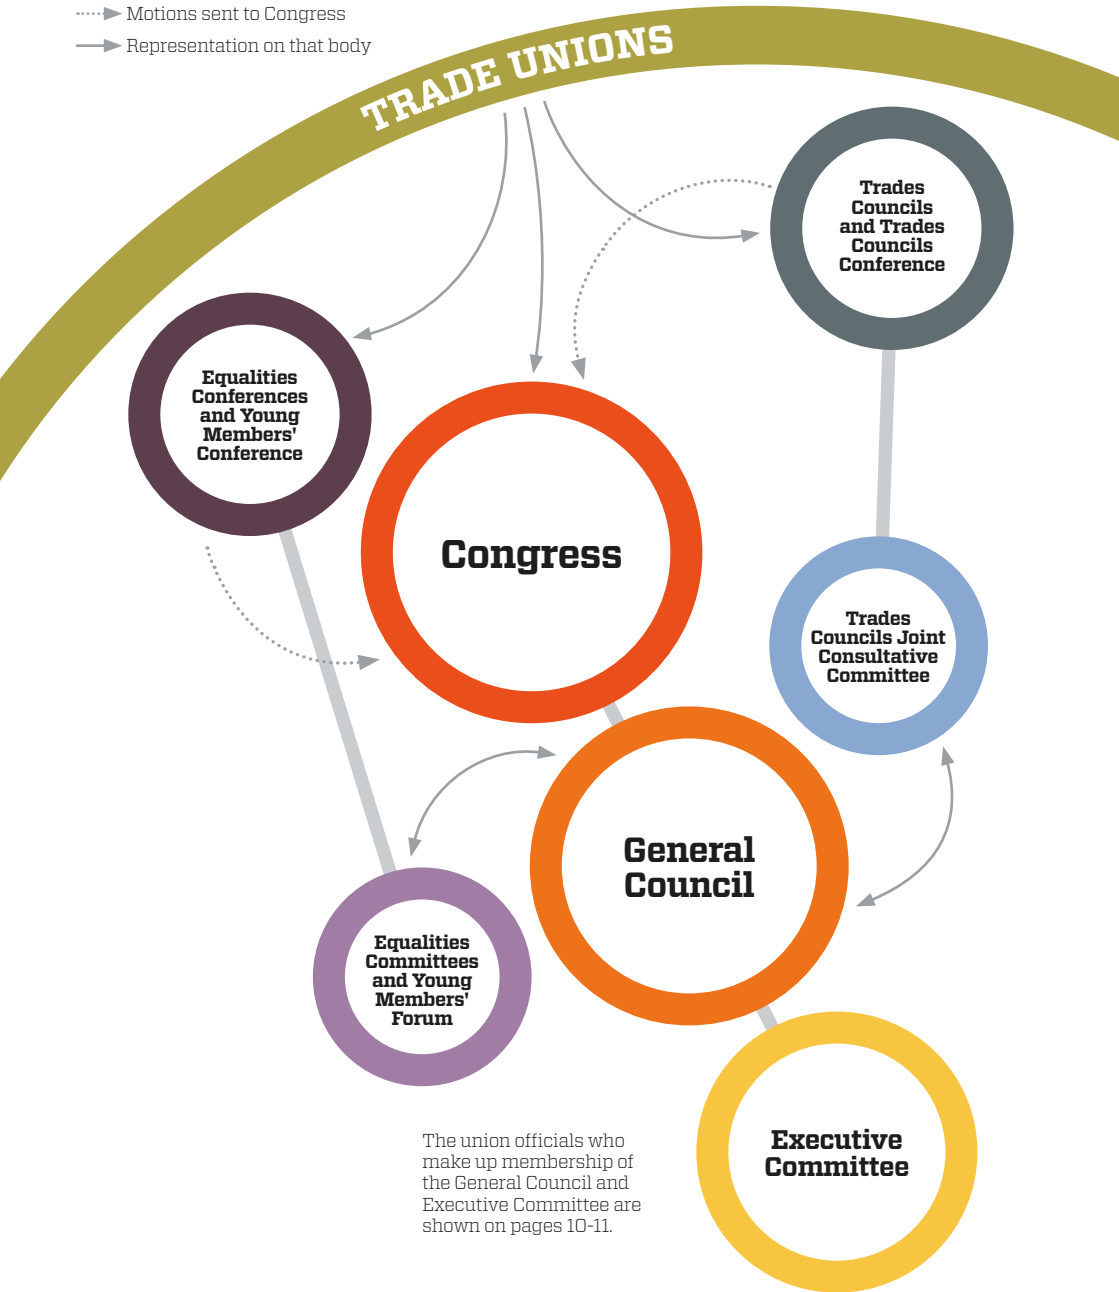 Motions sent to Congress
Representation on that body
TRADE UNIONS
Trades
Councils
and Trades
Councils
Conference
Equalities
Conferences
and Young
Members'
Conference
Congress
Trades
Councils Joint
Consultative
Committee
General
Council
Equalities
Committees
and Young
Members'
Forum
Executive
Committee
The union officials who
make up membership of
the General Council and
Executive Committee are
shown on pages 10-11.